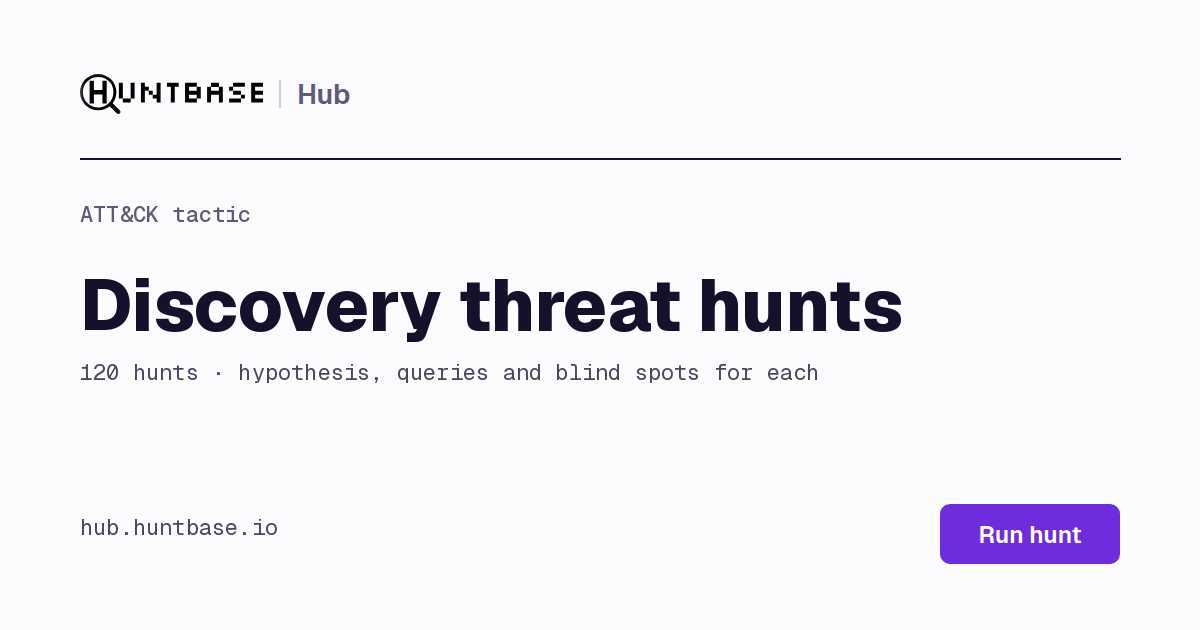 HUNTBASE | Hub
ATT&CK tactic
Discovery threat hunts
120 hunts · hypothesis, queries and blind spots for each
hub.huntbase.io
Run hunt